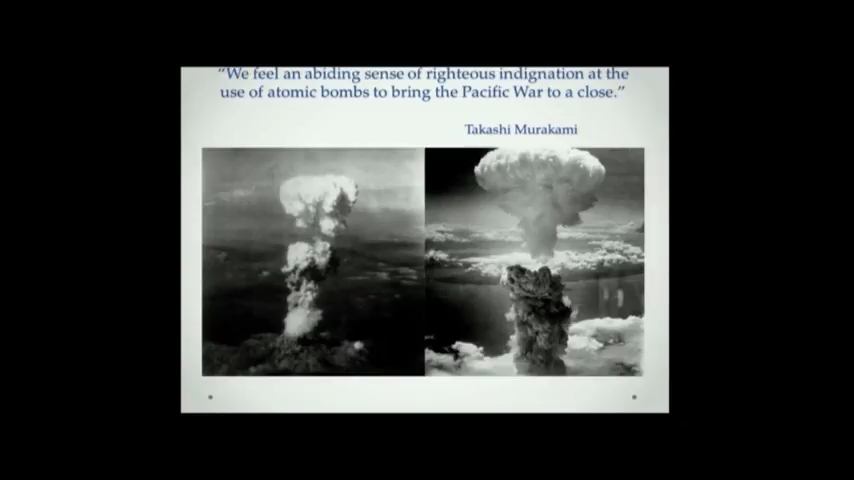 “We feel an abiding sense of righteous indignation at the
use of atomic bombs to bring the Pacific War to a close.”
Takashi Murakami